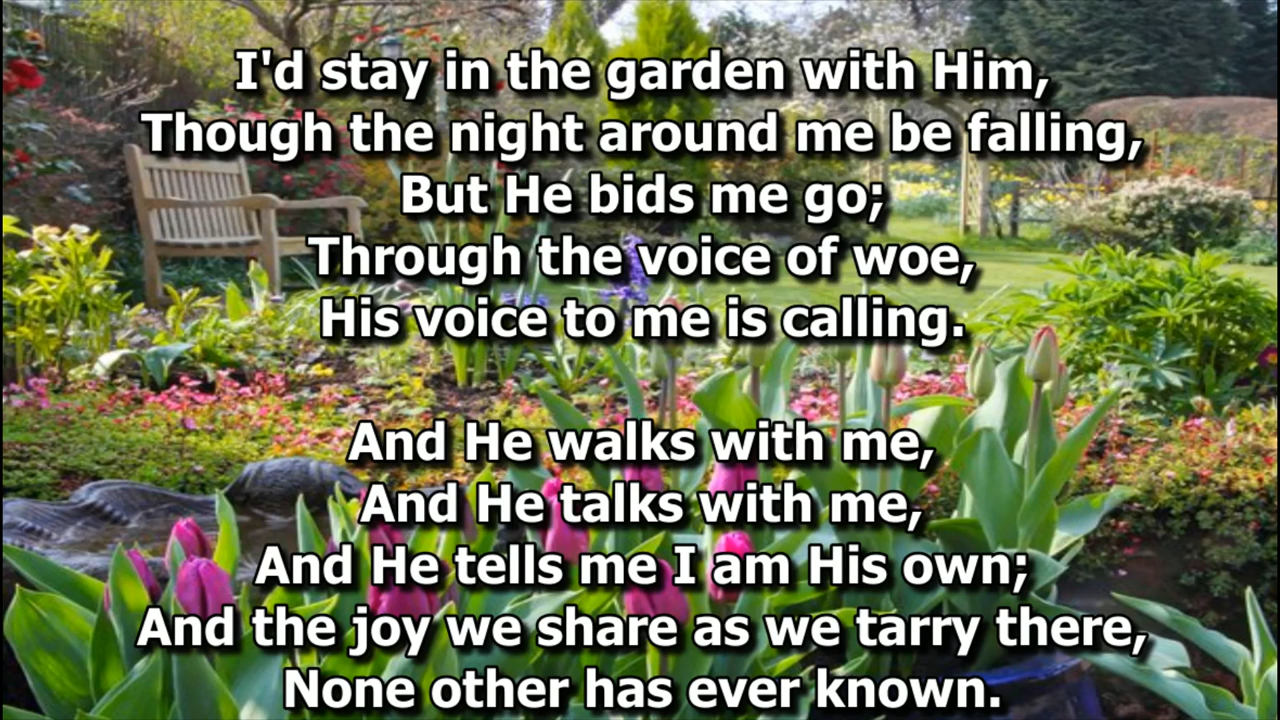 I'd stay in the garden with Him,
Though the night around me be falling,
But He bids me go;
Through the voice of woe,
His voice to me is calling.
And He walks with me,
And He talks with me,
And He tells me I am His own;
And the joy we share as we tarry there,
None other has ever known.